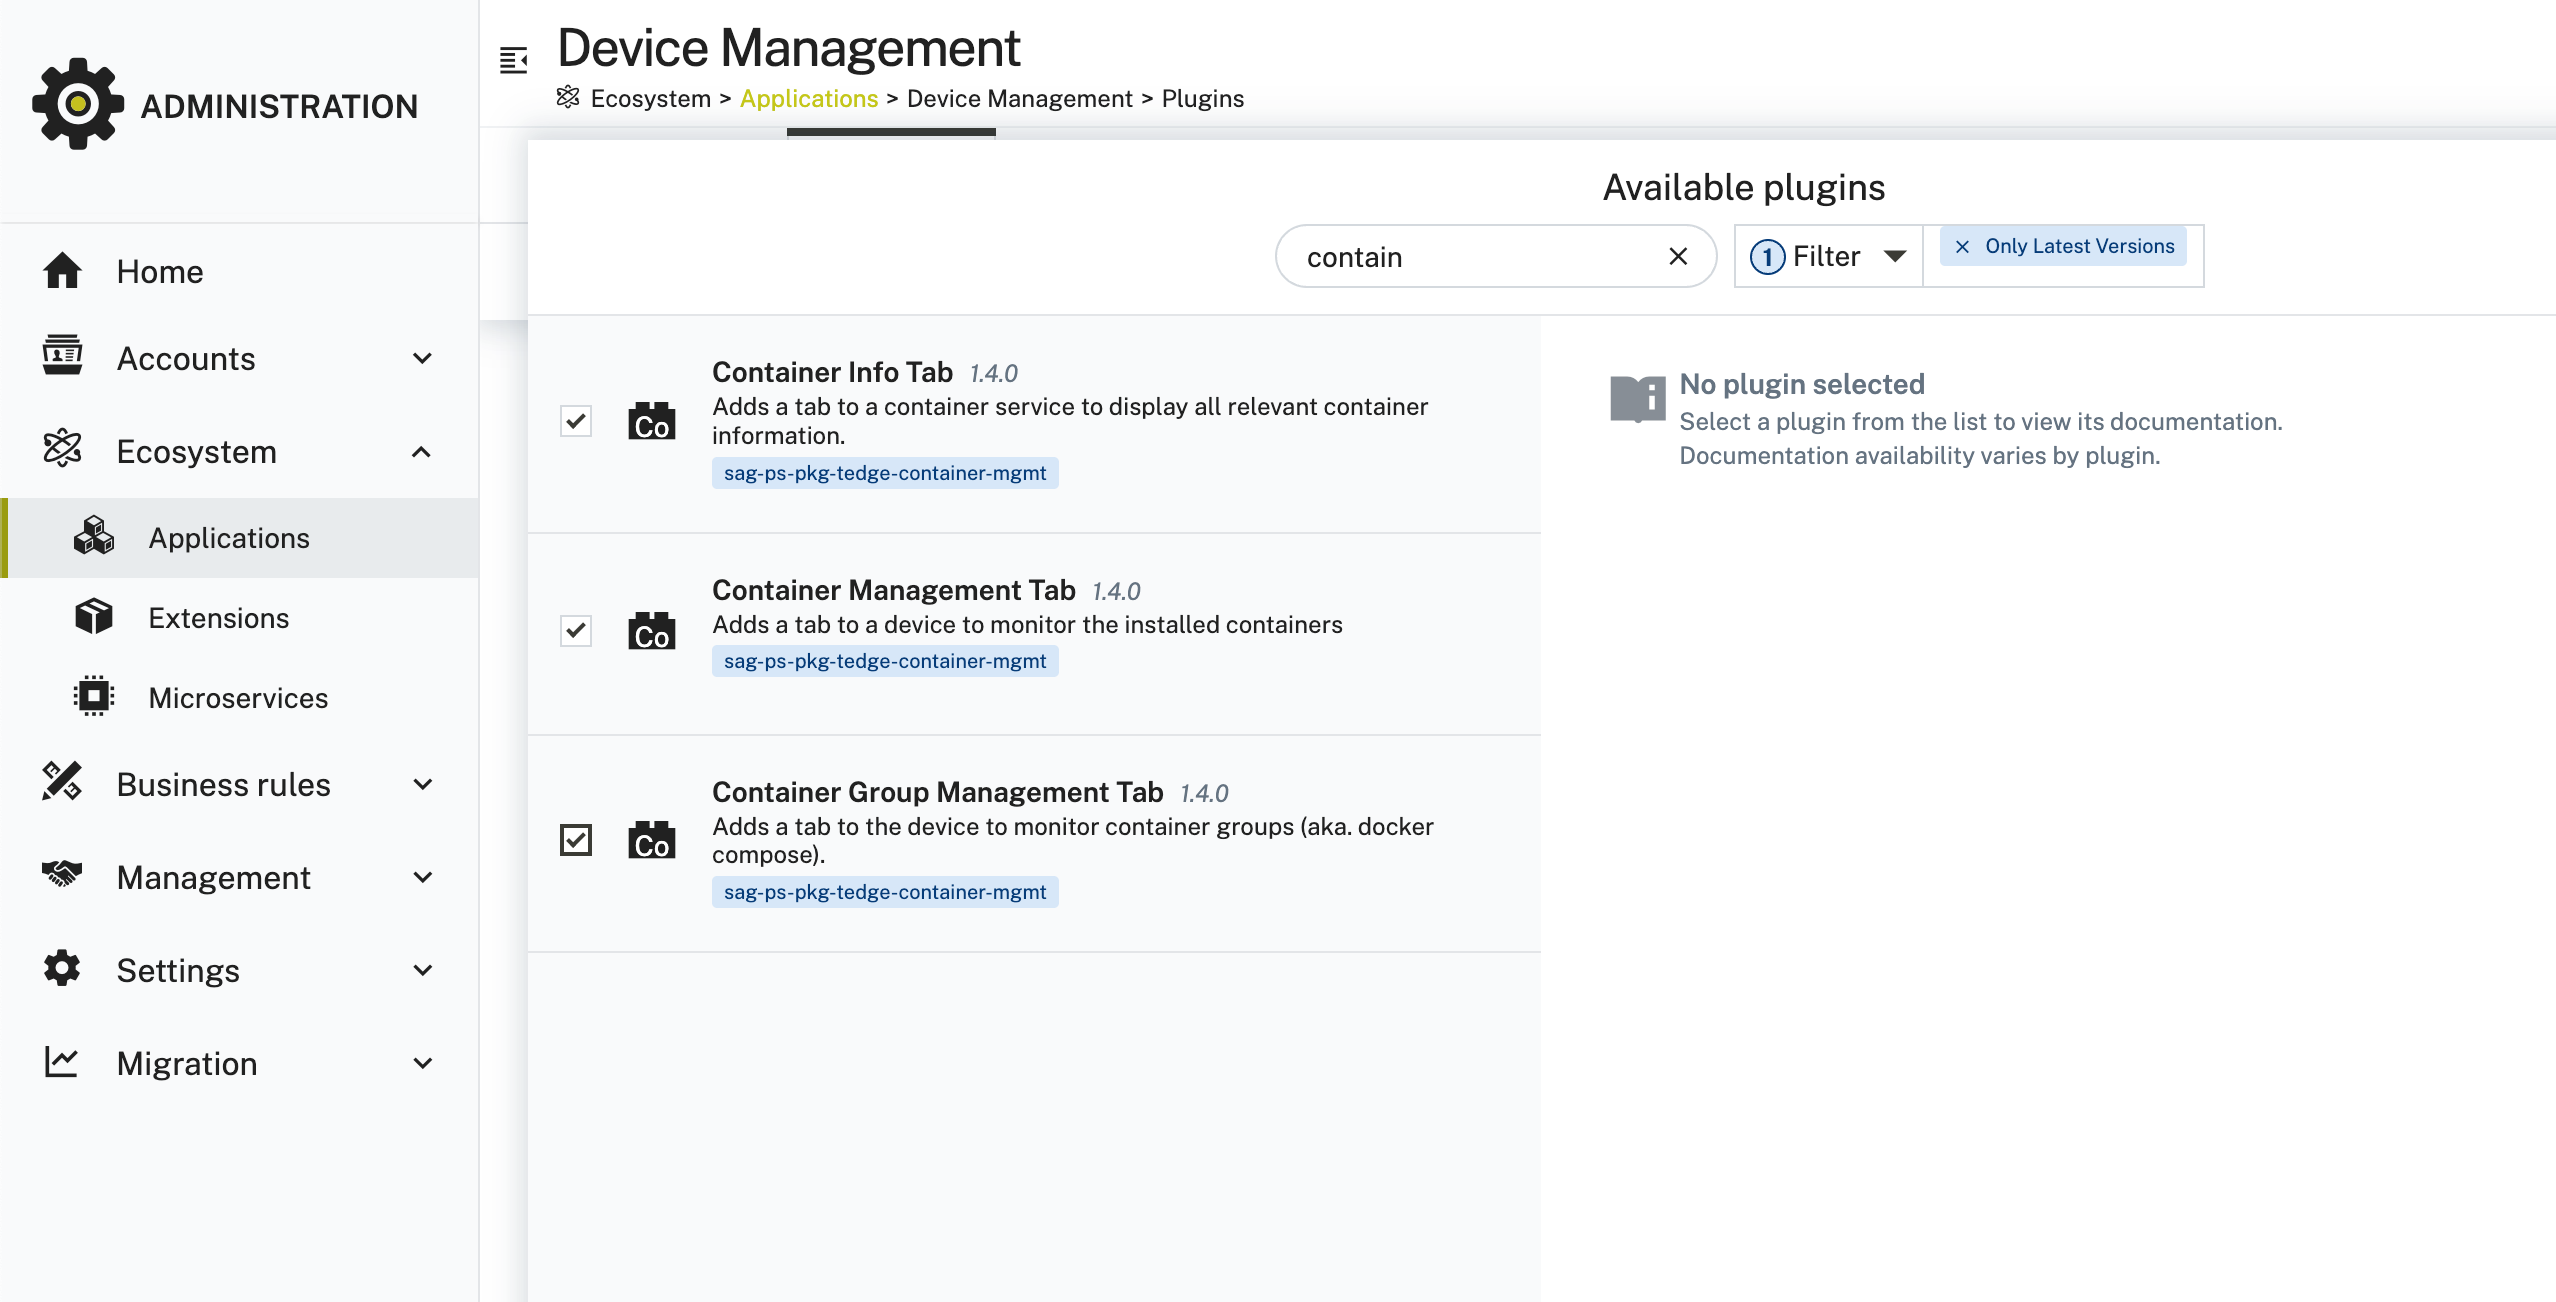 ADMINISTRATION
Home
Accounts
Ecosystem
Applications
Extensions
Microservices
Business rules
Management
Settings
Migration
Device Management
Ecosystem > Applications > Device Management > Plugins
Available plugins
contain
1 Filter
Only Latest Versions
Container Info Tab 1.4.0
Adds a tab to a container service to display all relevant container
information.
sag-ps-pkg-tedge-container-mgmt
Co
Container Management Tab 1.4.0
Adds a tab to a device to monitor the installed containers
sag-ps-pkg-tedge-container-mgmt
Co
Container Group Management Tab 1.4.0
Adds a tab to the device to monitor container groups (aka. docker
compose).
sag-ps-pkg-tedge-container-mgmt
Co
No plugin selected
Select a plugin from the list to view its documentation.
Documentation availability varies by plugin.